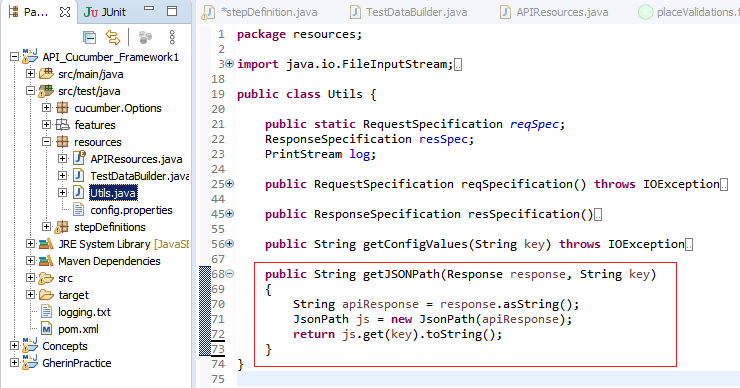 Pa...
JUnit
API_Cucumber_Framework1
src/main/java
src/test/java
cucumber.Options
features
resources
APIResources.java
TestDataBuilder.java
Utils.java
config.properties
stepDefinitions
JRE System Library [JavaSE
Maven Dependencies
src
target
logging.txt
pom.xml
Concepts
GherinPractice
*stepDefinition.java
TestDataBuilder.java
APIResources.java
placeValidations.f
1 package resources;
2
3 import java.io.FileInputStream;
18
19 public class Utils {
20
21 public static RequestSpecification reqSpec;
22 ResponseSpecification resSpec;
23 PrintStream log;
24
25 public RequestSpecification reqSpecification() throws IOException
44
45 public ResponseSpecification resSpecification()
55
56 public String getConfigValues(String key) throws IOException
67
68 public String getJSONPath(Response response, String key)
69 {
70 String apiResponse = response.asString();
71 JsonPath js = new JsonPath(apiResponse);
72 return js.get(key).toString();
73 }
74 }
75